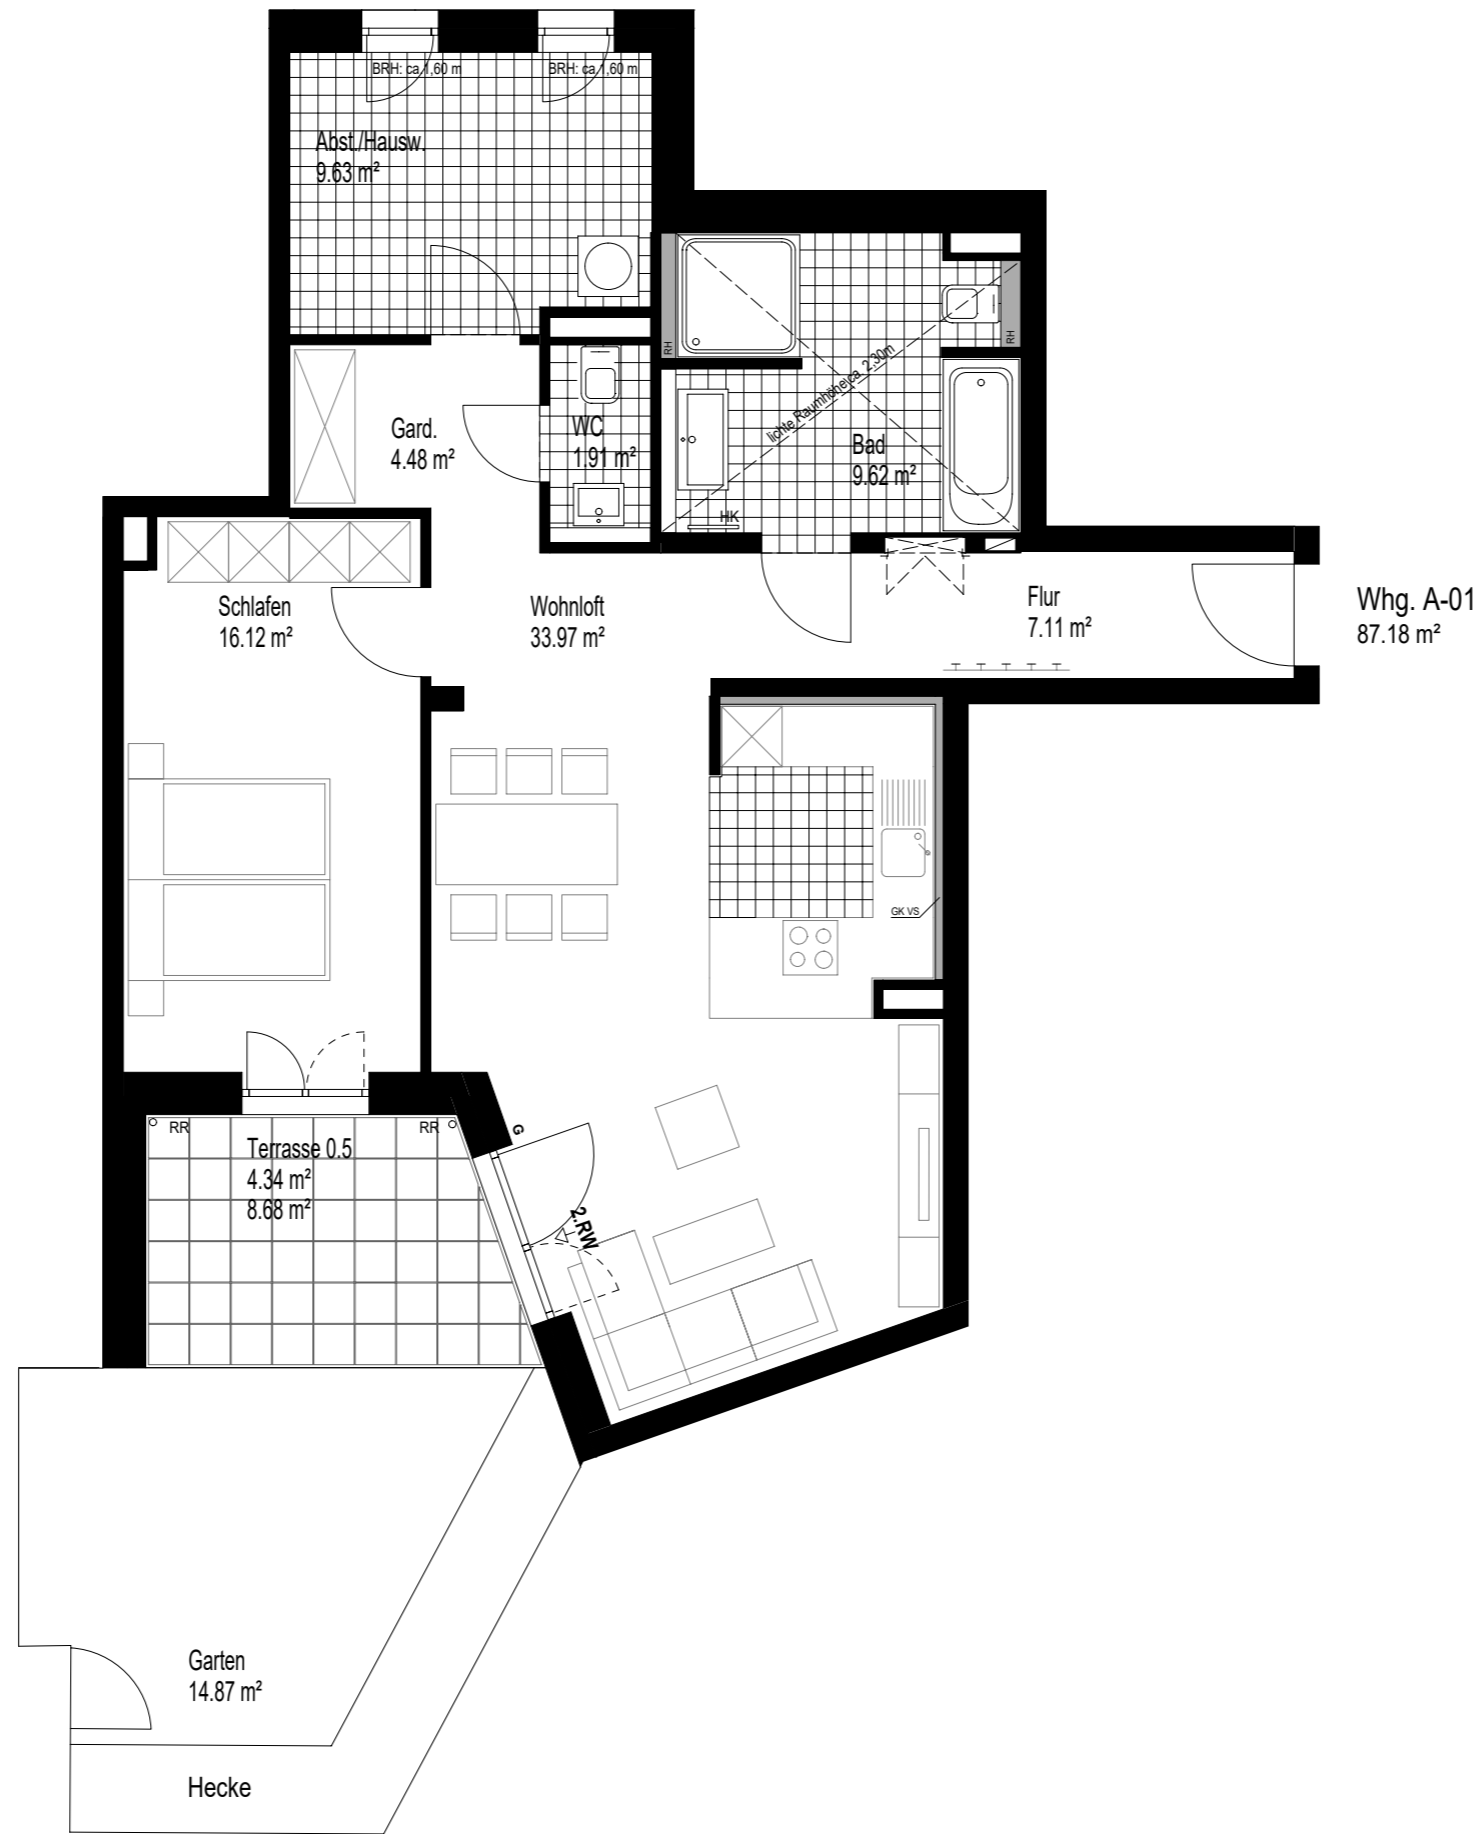 BRH: ca 1,60 m
BRH: ca 1,60 m
Abst./Hausw.
9.63 m²
RH
RH
lichte Raumhöhe ca. 2,30m
Gard.
4.48 m²
WC
1.91 m²
Bad
9.62 m²
HK
Schlafen
16.12 m²
Wohnloft
33.97 m²
Flur
7.11 m²
Whg. A-01
87.18 m²
GK VS
RR
RR
G
Terrasse 0.5
4.34 m²
8.68 m²
2.RW
Garten
14.87 m²
Hecke